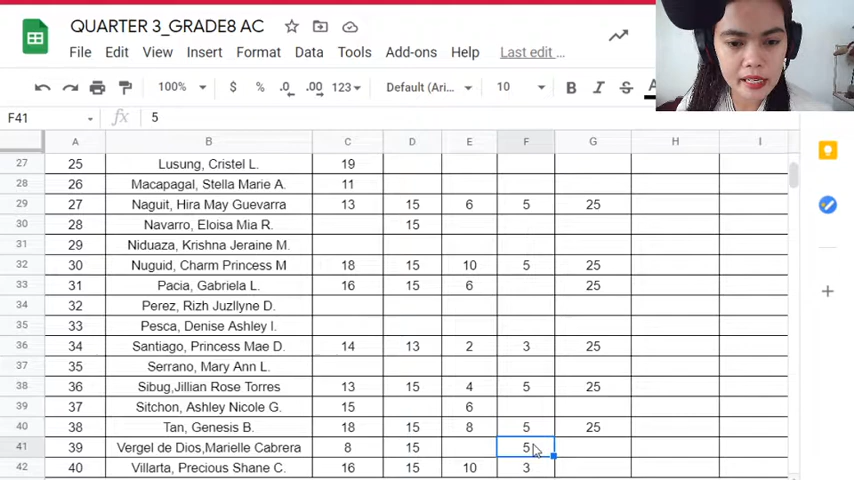 QUARTER 3_GRADE8 AC
File Edit View Insert Format Data Tools Add-ons Help Last edit ...
100% $ % .0 .00 123 Default (Ari... 10 B I S A
F41 fx 5
A B C D E F G H I
27 25 Lusung, Cristel L. 19
28 26 Macapagal, Stella Marie A. 11
29 27 Naguit, Hira May Guevarra 13 15 6 5 25
30 28 Navarro, Eloisa Mia R. 15
31 29 Niduaza, Krishna Jeraine M.
32 30 Nuguid, Charm Princess M 18 15 10 5 25
33 31 Pacia, Gabriela L. 16 15 6 25
34 32 Perez, Rizh Juzllyne D.
35 33 Pesca, Denise Ashley I.
36 34 Santiago, Princess Mae D. 14 13 2 3 25
37 35 Serrano, Mary Ann L.
38 36 Sibug,Jillian Rose Torres 13 15 4 5 25
39 37 Sitchon, Ashley Nicole G. 15 6
40 38 Tan, Genesis B. 18 15 8 5 25
41 39 Vergel de Dios,Marielle Cabrera 8 15 5
42 40 Villarta, Precious Shane C. 16 15 10 3